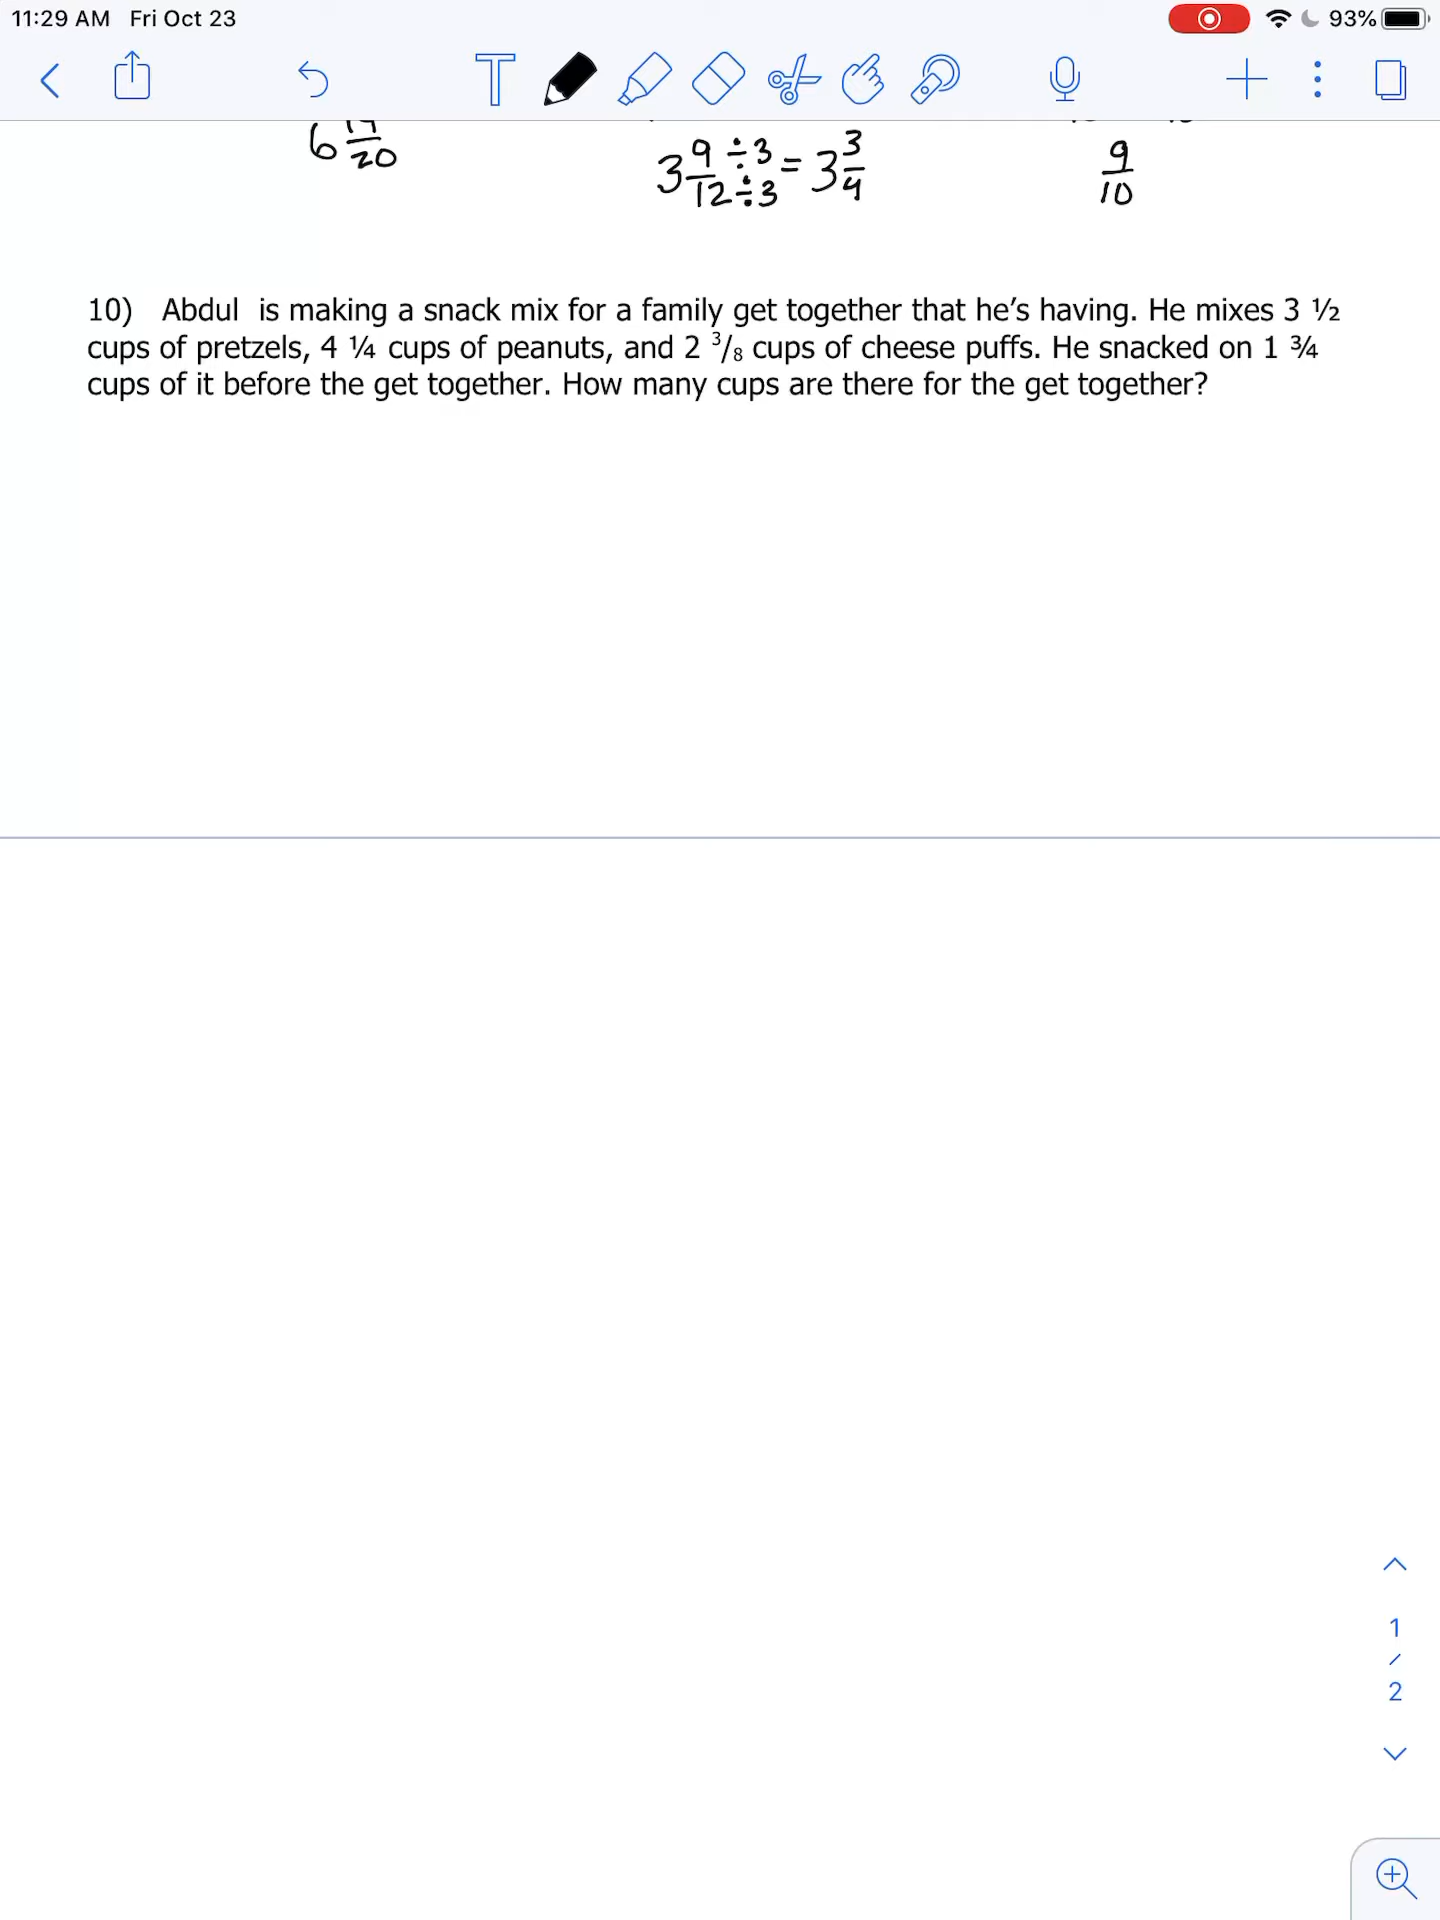 11:29 AM Fri Oct 23 93%
T
6 /20
3 9/12 ÷3/÷3 = 3 3/4
9/10
10) Abdul is making a snack mix for a family get together that he's having. He mixes 3 ½
cups of pretzels, 4 ¼ cups of peanuts, and 2 ³/₈ cups of cheese puffs. He snacked on 1 ¾
cups of it before the get together. How many cups are there for the get together?
1
/
2